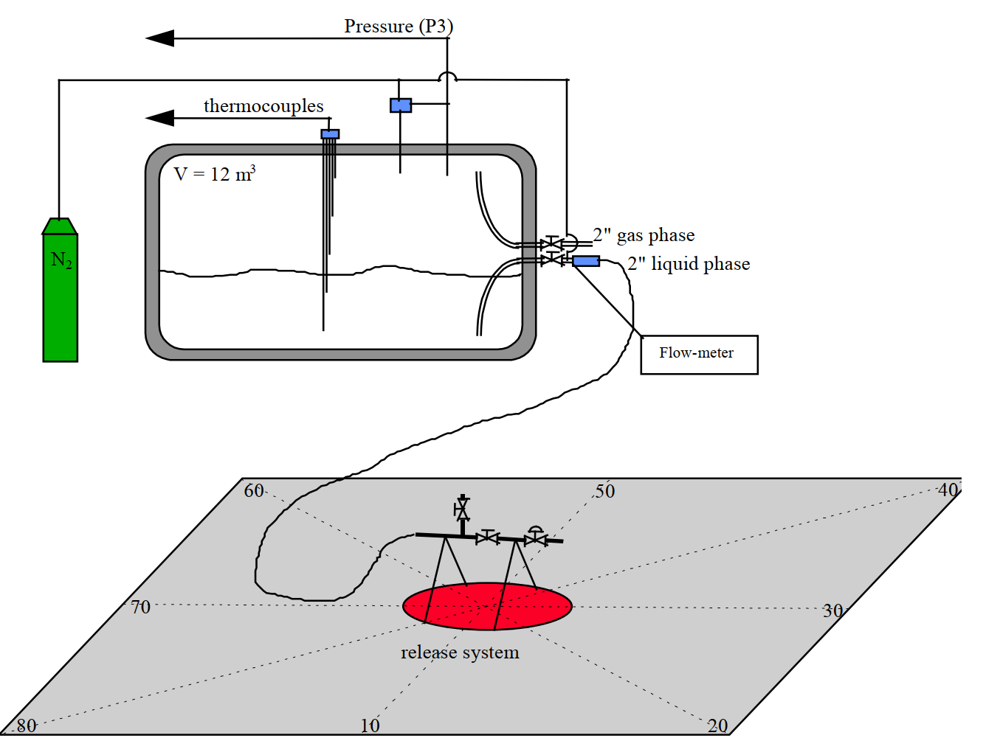 Pressure (P3)
thermocouples
V = 12 m³
N₂
2" gas phase
2" liquid phase
Flow-meter
60
50
40
70
30
release system
80
10
20